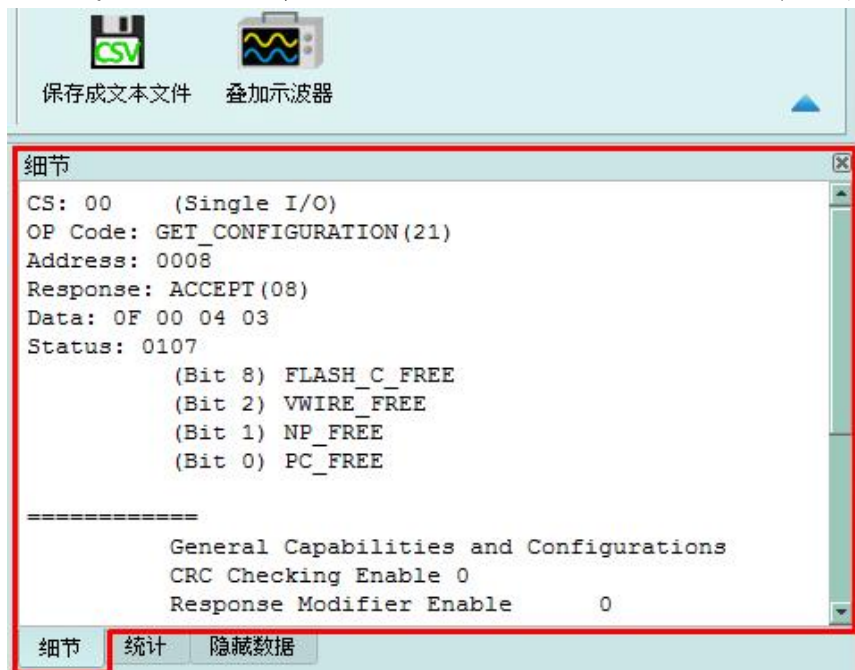 CSV
保存成文本文件
叠加示波器
细节
CS: 00 (Single I/O)
OP Code: GET_CONFIGURATION(21)
Address: 0008
Response: ACCEPT(08)
Data: 0F 00 04 03
Status: 0107
(Bit 8) FLASH_C_FREE
(Bit 2) VWIRE_FREE
(Bit 1) NP_FREE
(Bit 0) PC_FREE
============
General Capabilities and Configurations
CRC Checking Enable 0
Response Modifier Enable 0
细节 统计 隐藏数据